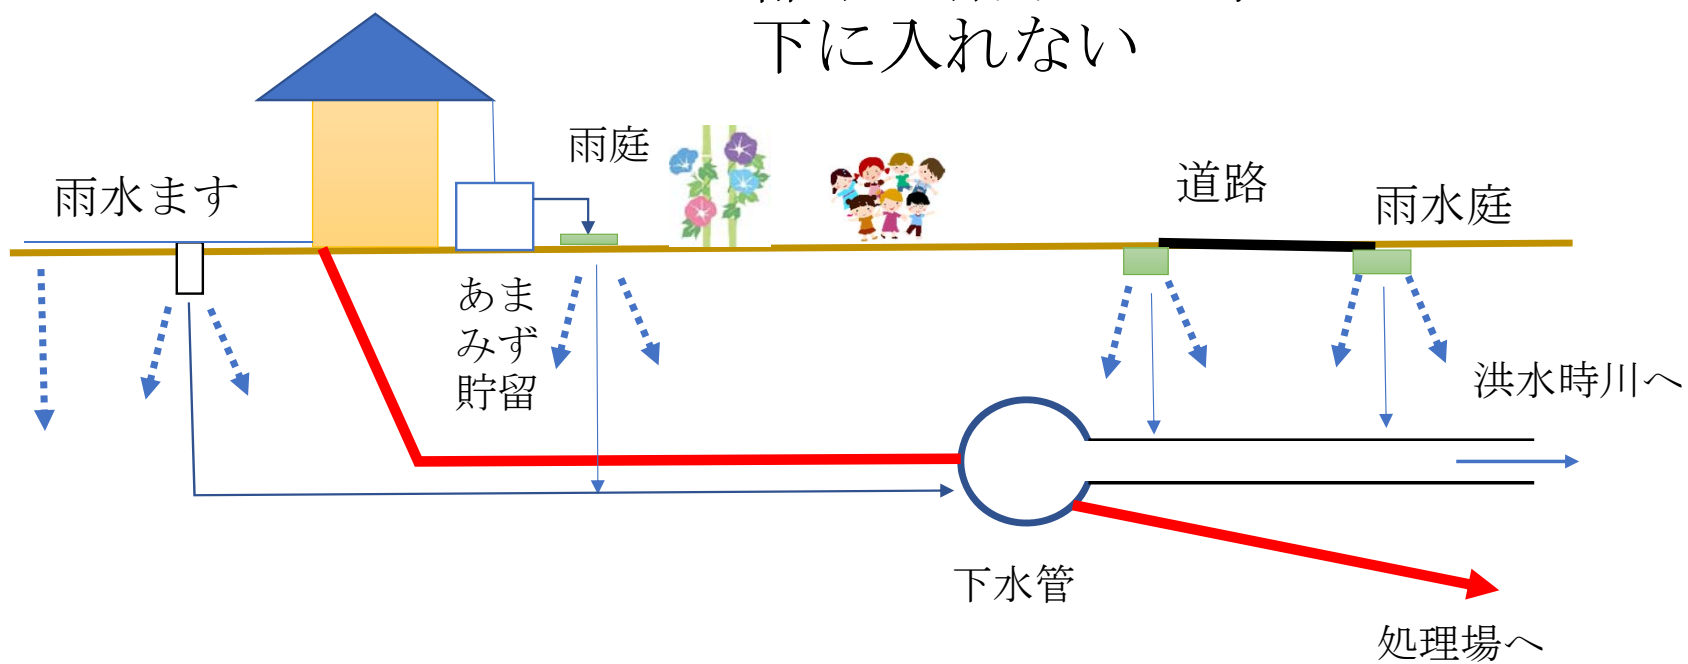 下に入れない
雨庭
道路
雨水ます
雨水庭
あま
みず
貯留
洪水時川へ
下水管
処理場へ